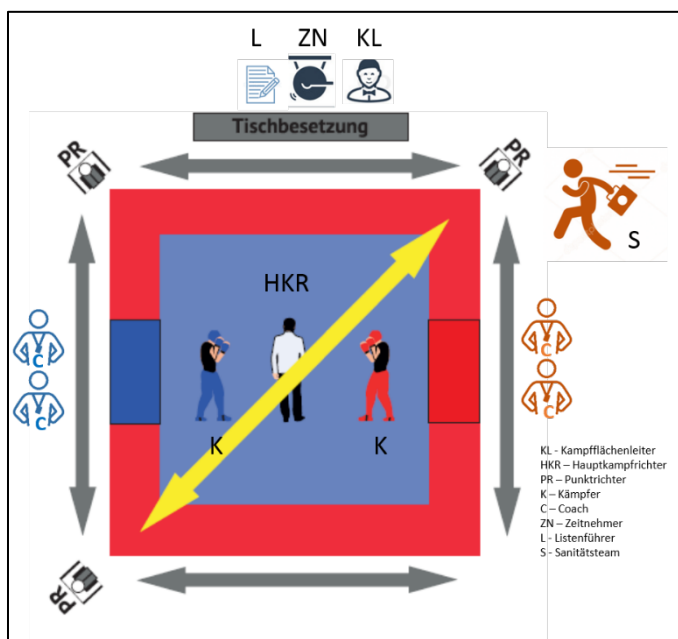 L ZN KL
Tischbesetzung
PR PR
S
HKR
C C
C C
K K
KL - Kampfflächenleiter
HKR – Hauptkampfrichter
PR – Punktrichter
K – Kämpfer
C – Coach
ZN – Zeitnehmer
L - Listenführer
S - Sanitätsteam
PR